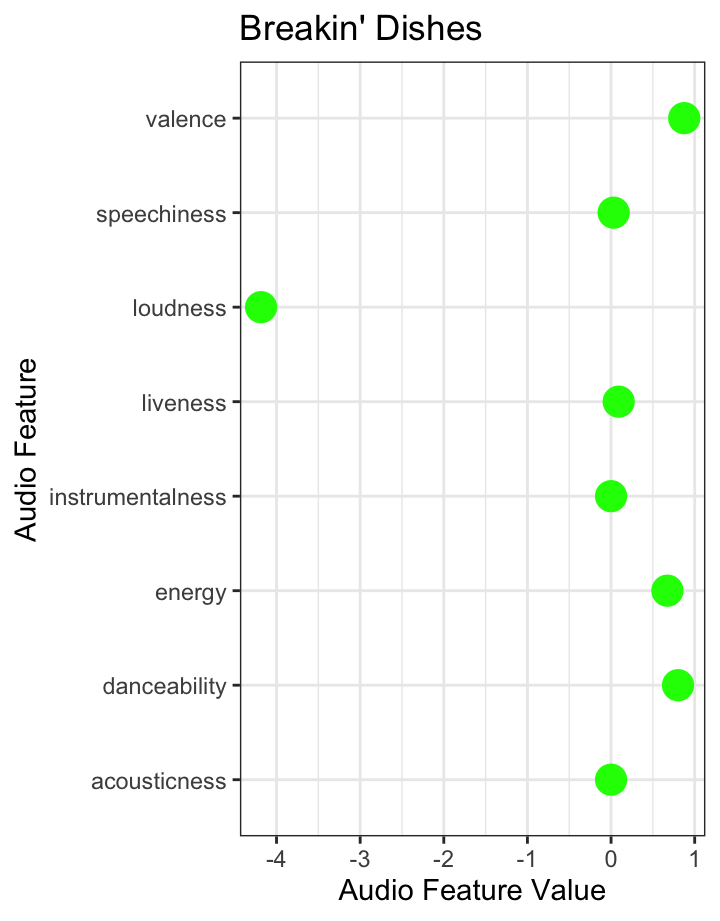 Breakin' Dishes
valence
speechiness
loudness
liveness
instrumentalness
energy
danceability
acousticness
Audio Feature
-4 -3 -2 -1 0 1
Audio Feature Value